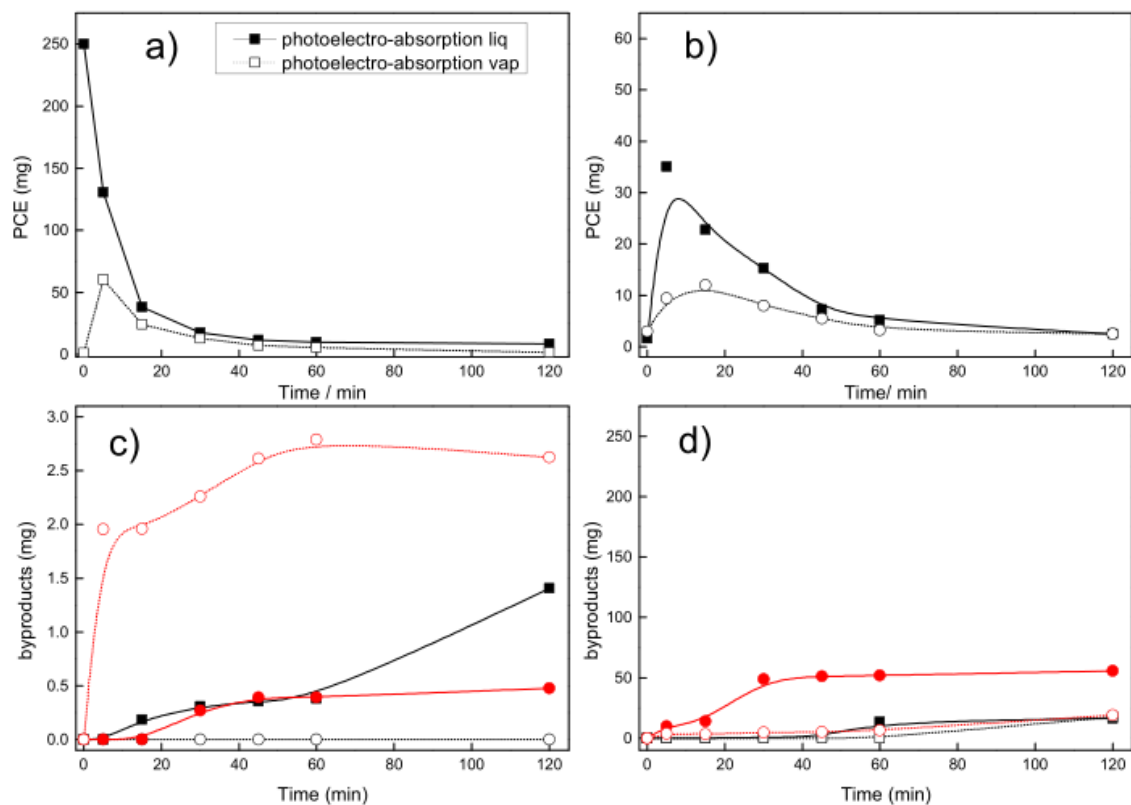 a)
photoelectro-absorption liq
photoelectro-absorption vap
250
200
150
100
50
0
PCE (mg)
0 20 40 60 80 100 120
Time / min
b)
60
50
40
30
20
10
0
PCE (mg)
0 20 40 60 80 100 120
Time/ min
c)
3.0
2.5
2.0
1.5
1.0
0.5
0.0
byproducts (mg)
0 20 40 60 80 100 120
Time (min)
d)
250
200
150
100
50
0
byproducts (mg)
0 20 40 60 80 100 120
Time (min)